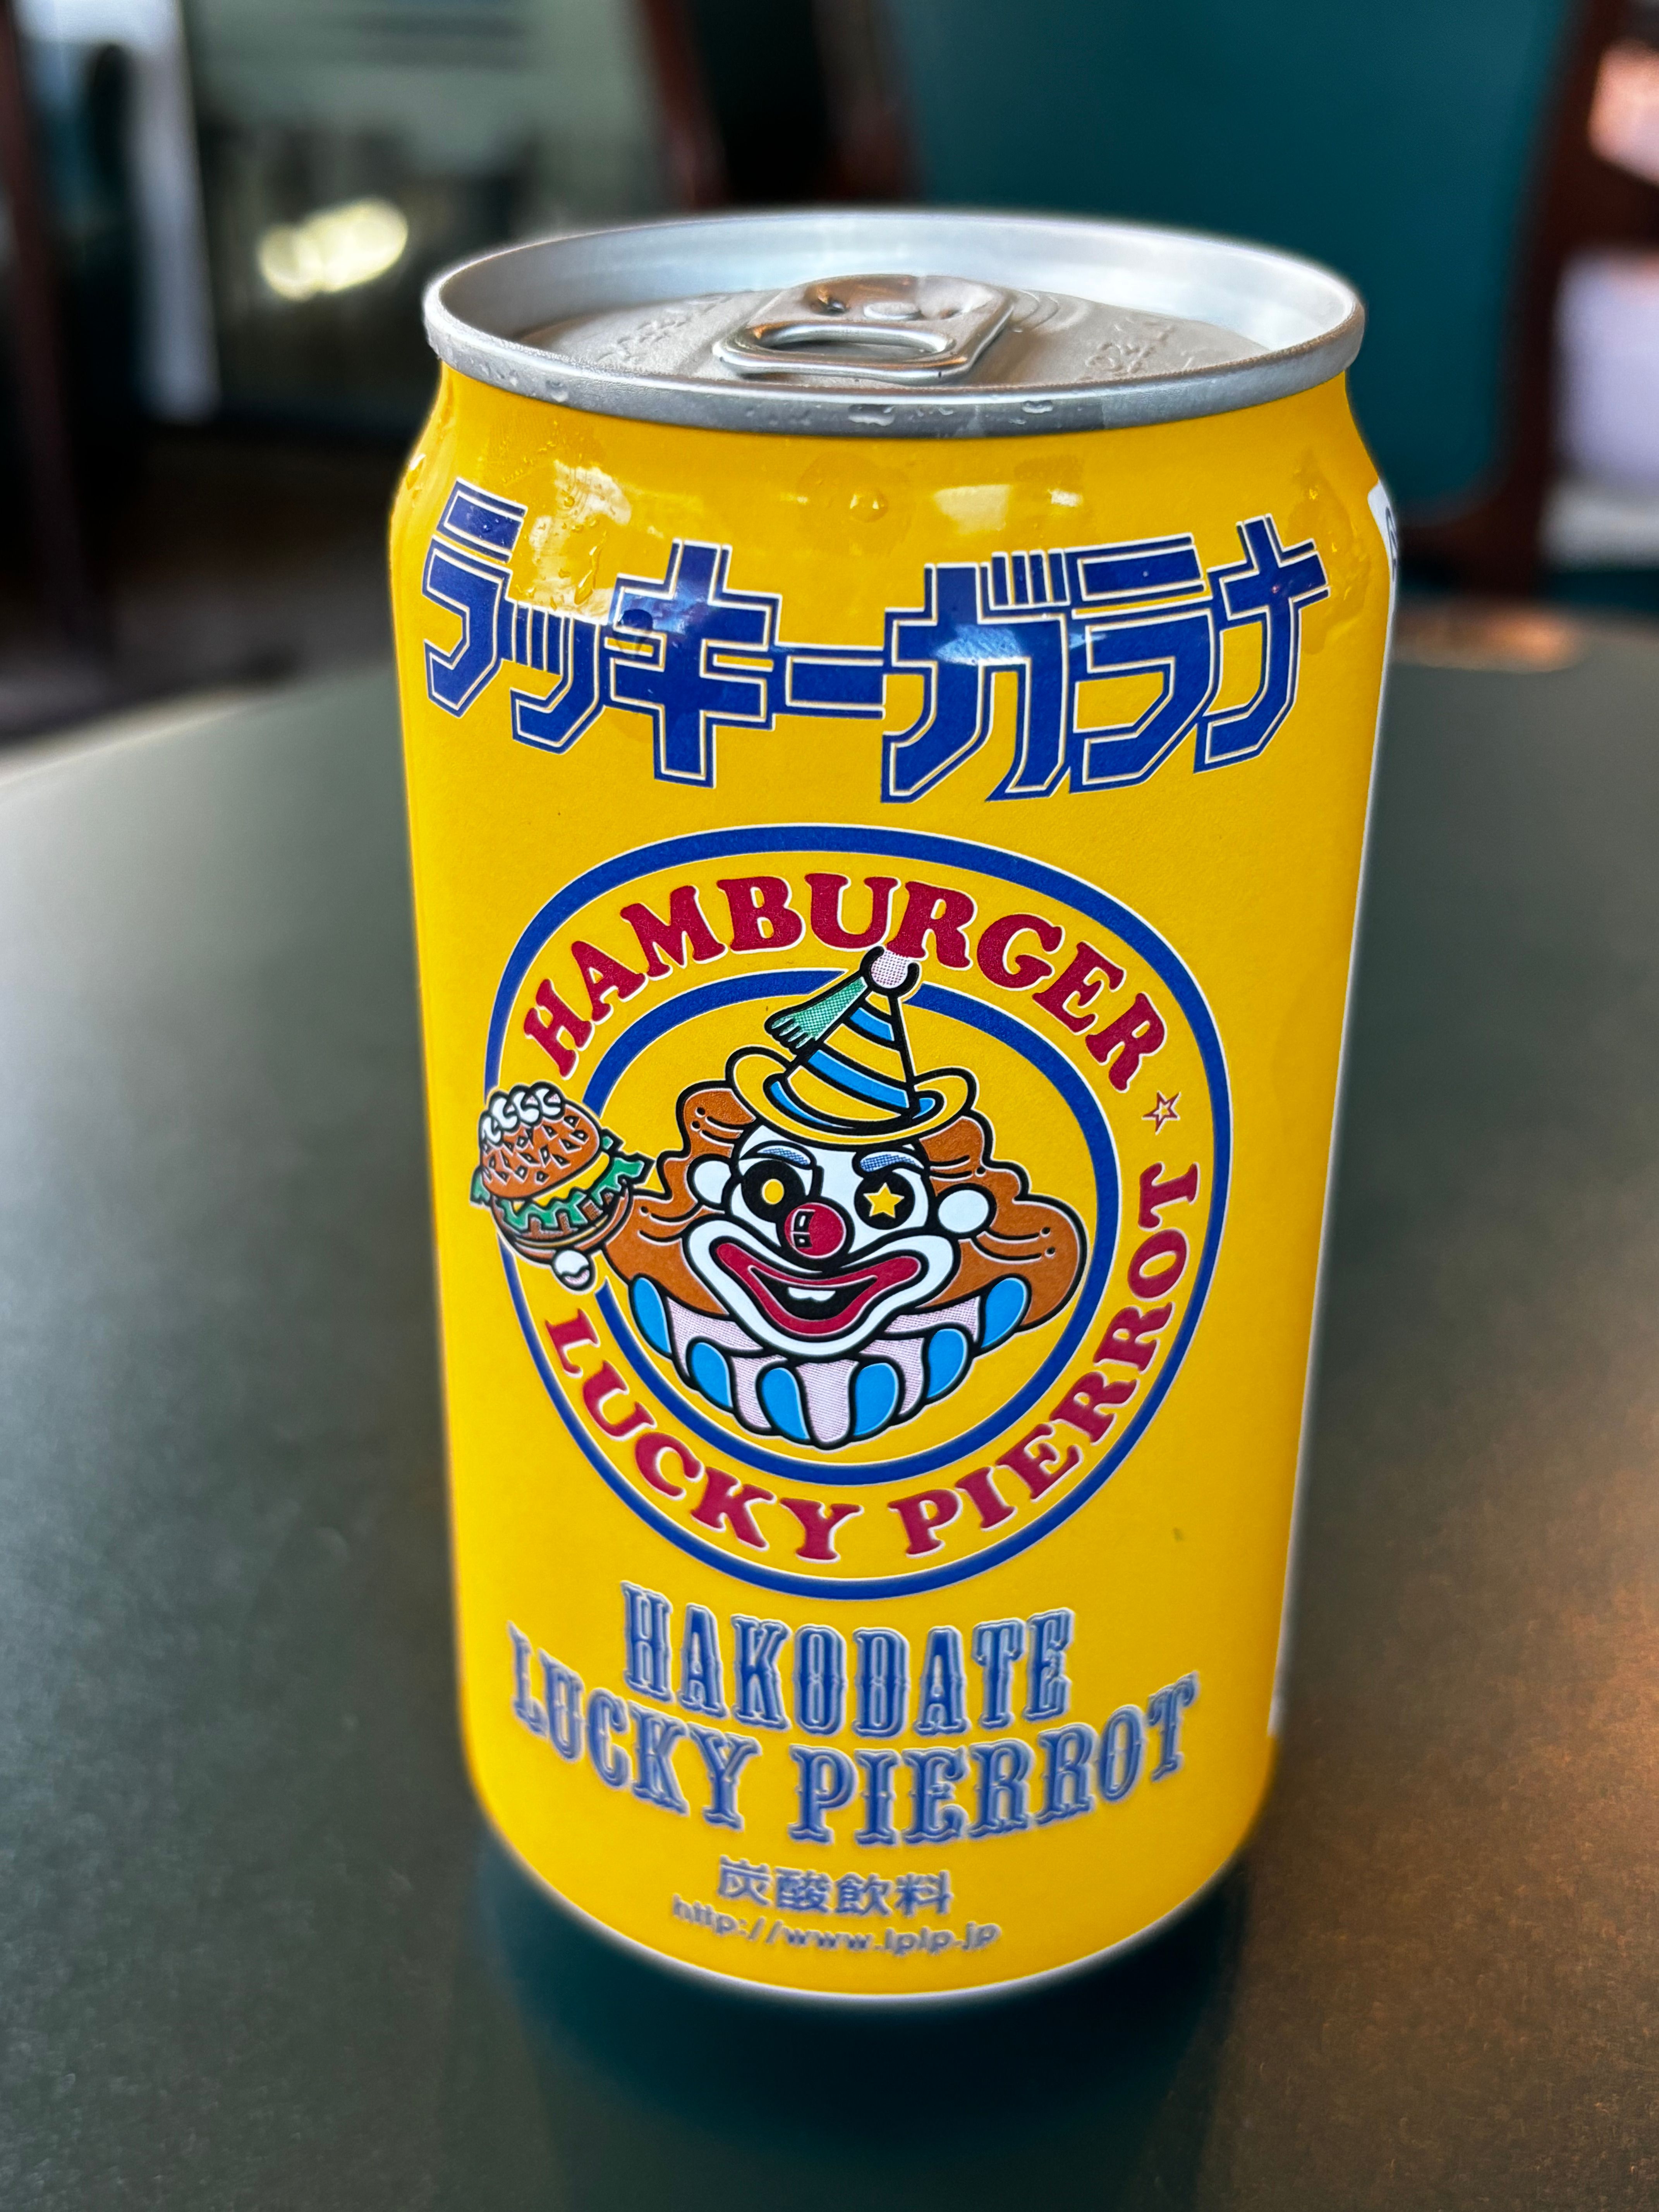 ラッキーガラナ
HAMBURGER ☆
LUCKY PIERROT
HAKODATE
LUCKY PIERROT
炭酸飲料
http://www.lplp.jp